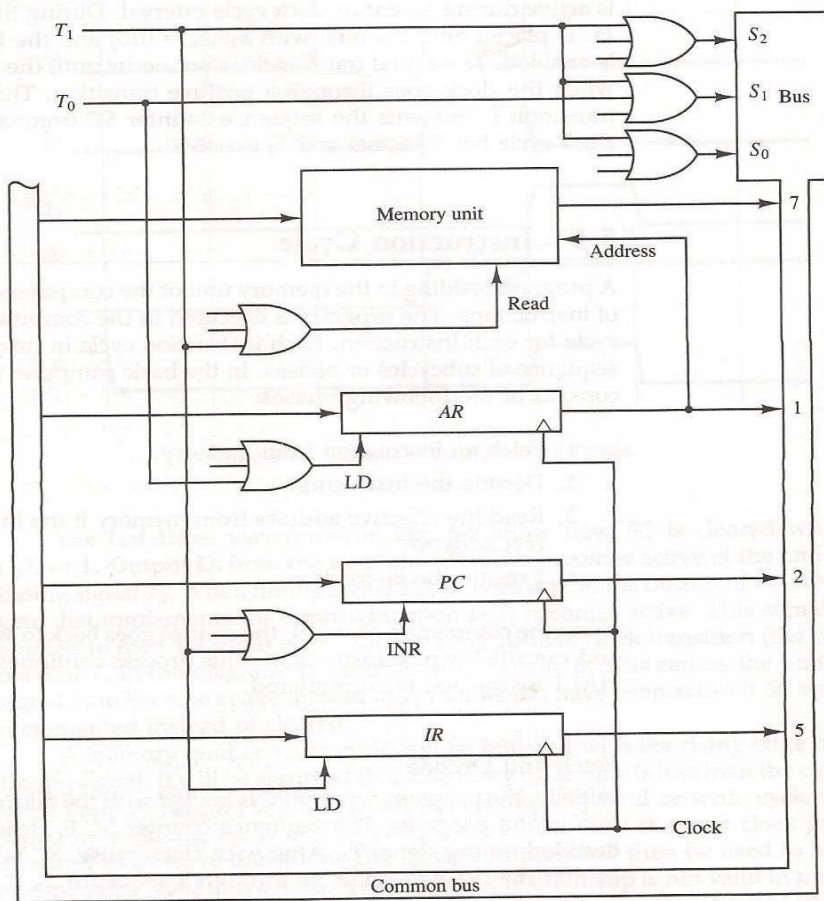 T₁
T₀
S₂
S₁
S₀
Bus
Memory unit
7
Address
Read
AR
1
LD
PC
2
INR
IR
5
LD
Clock
Common bus